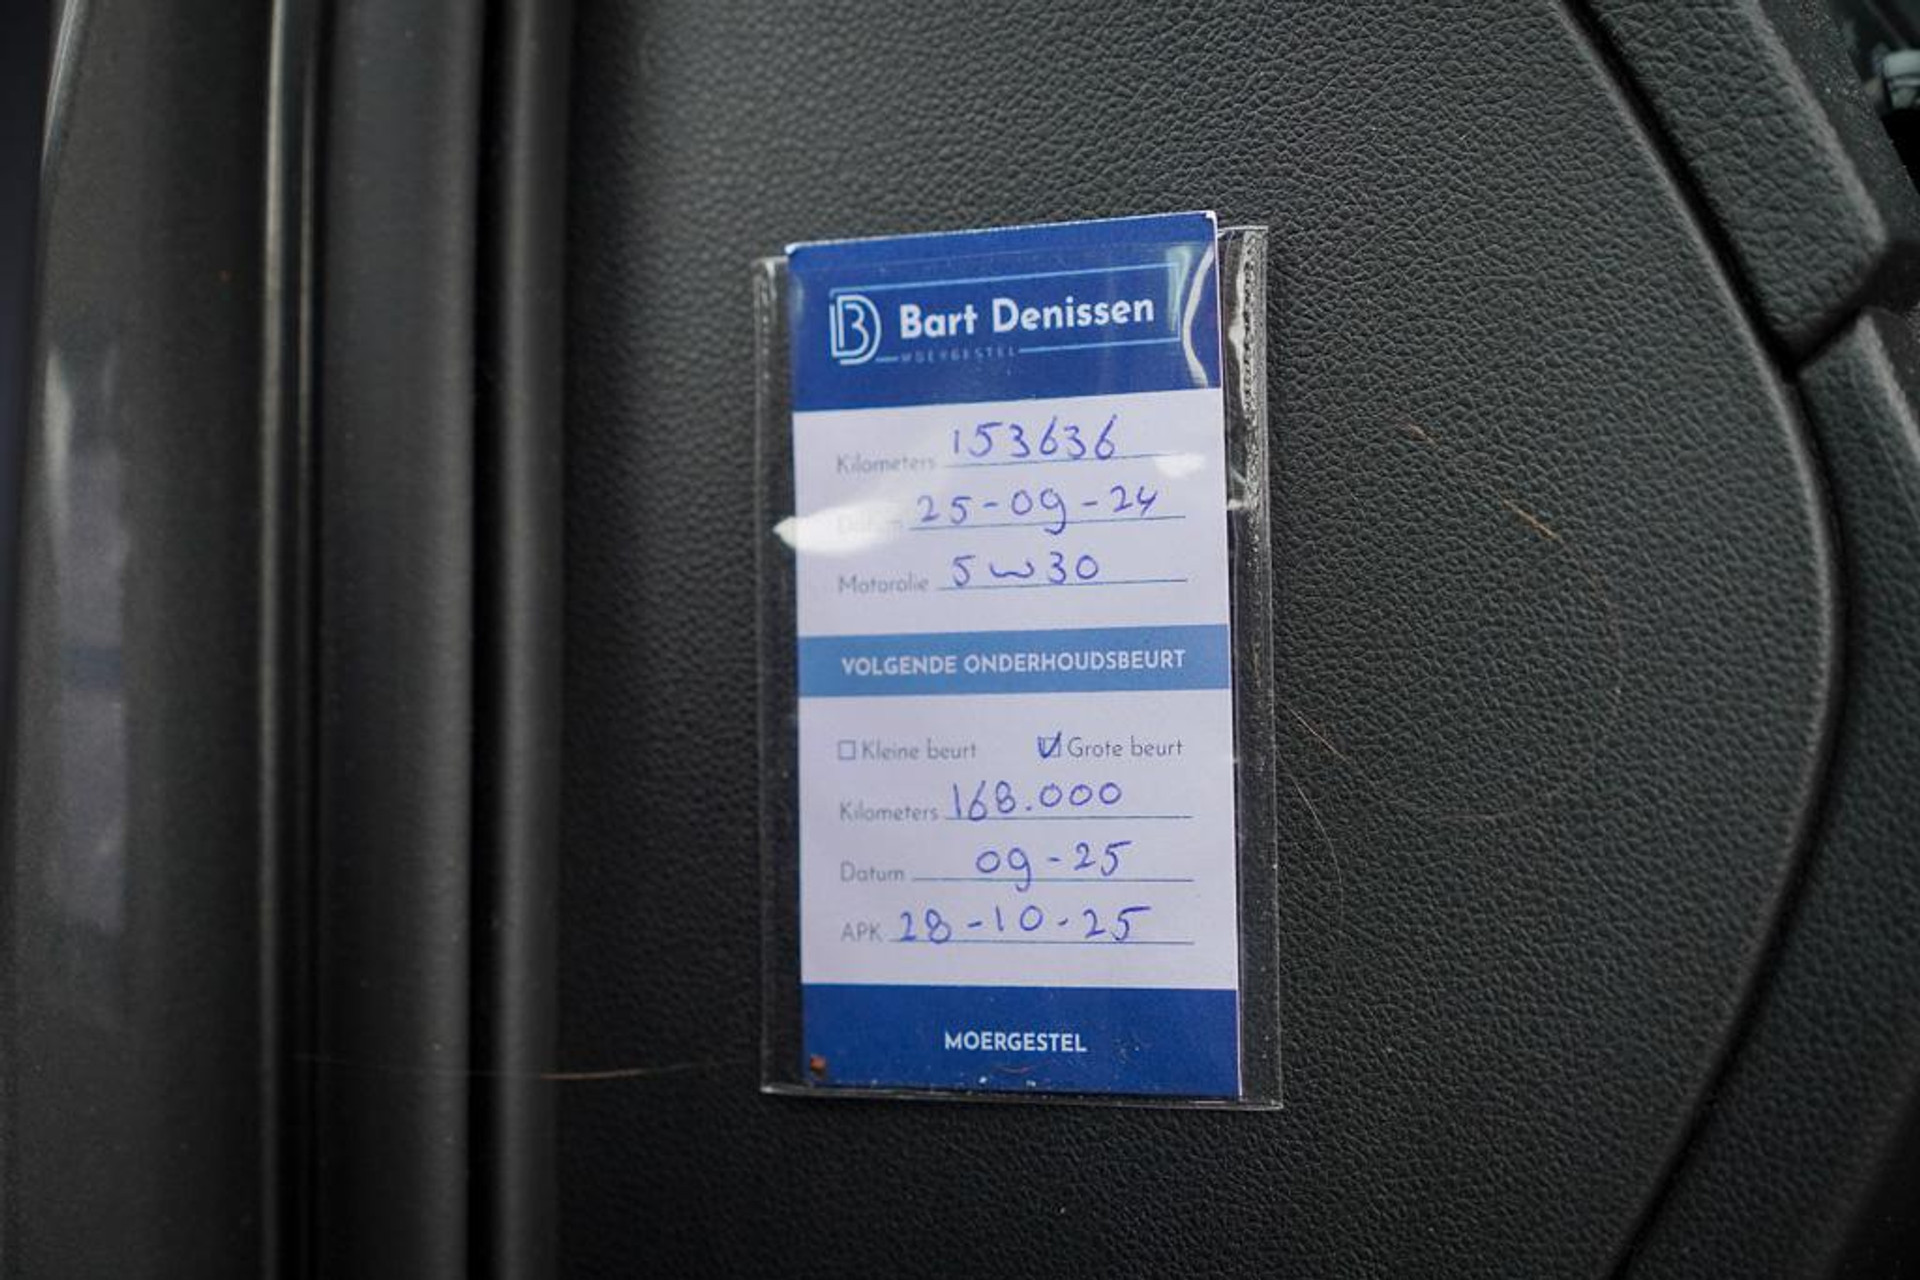 Bart Denissen
MOERGESTEL
Kilometers 153636
Datum 25-09-24
Motorolie 5w30
VOLGENDE ONDERHOUDSBEURT
Kleine beurt Grote beurt
Kilometers 168.000
Datum 09-25
APK 28-10-25
MOERGESTEL